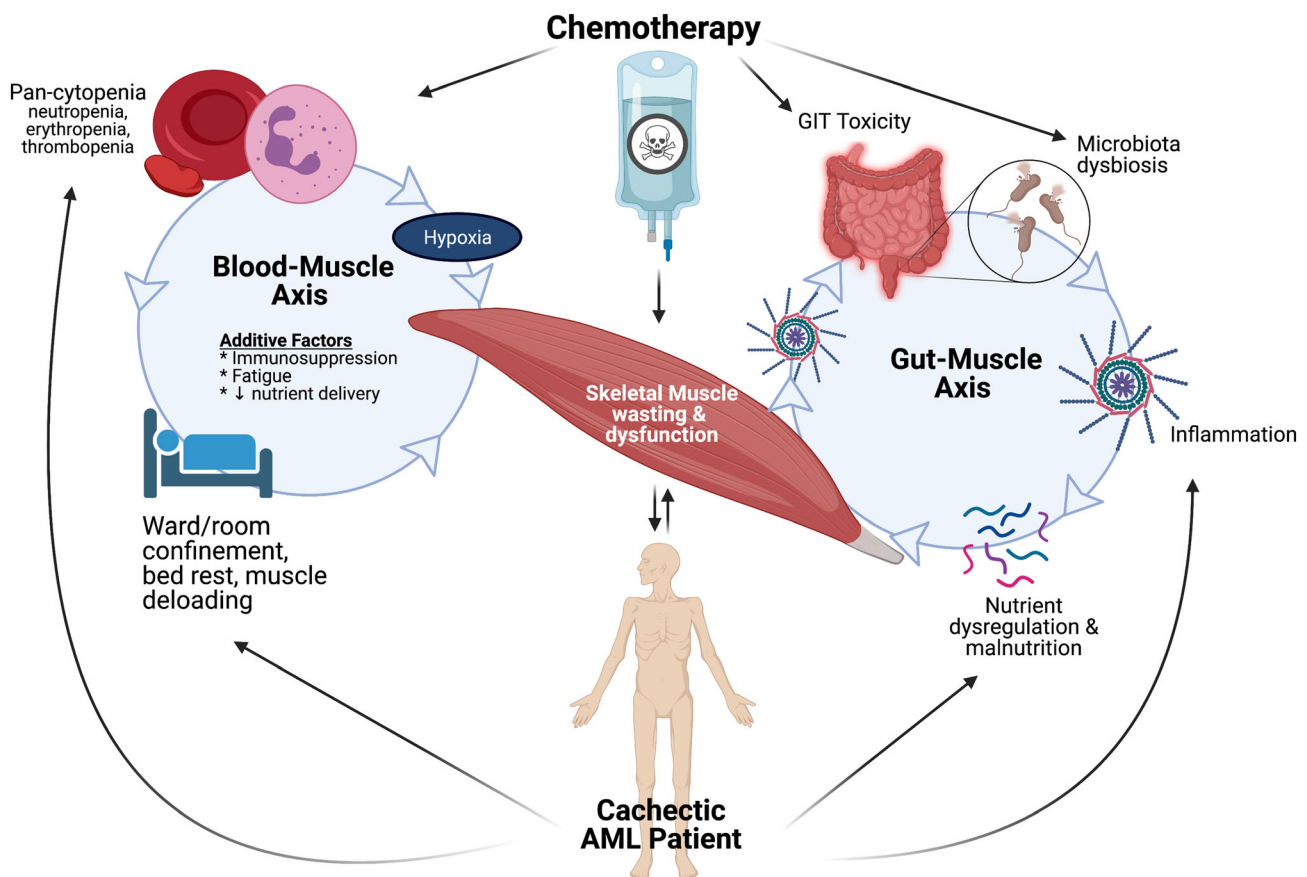 Chemotherapy
Pan-cytopenia
neutropenia,
erythropenia,
thrombopenia
GIT Toxicity
Microbiota
dysbiosis
Hypoxia
Blood-Muscle
Axis
Additive Factors
* Immunosuppression
* Fatigue
* ↓ nutrient delivery
Skeletal Muscle
wasting &
dysfunction
Gut-Muscle
Axis
Inflammation
Ward/room
confinement,
bed rest, muscle
deloading
Nutrient
dysregulation &
malnutrition
Cachectic
AML Patient